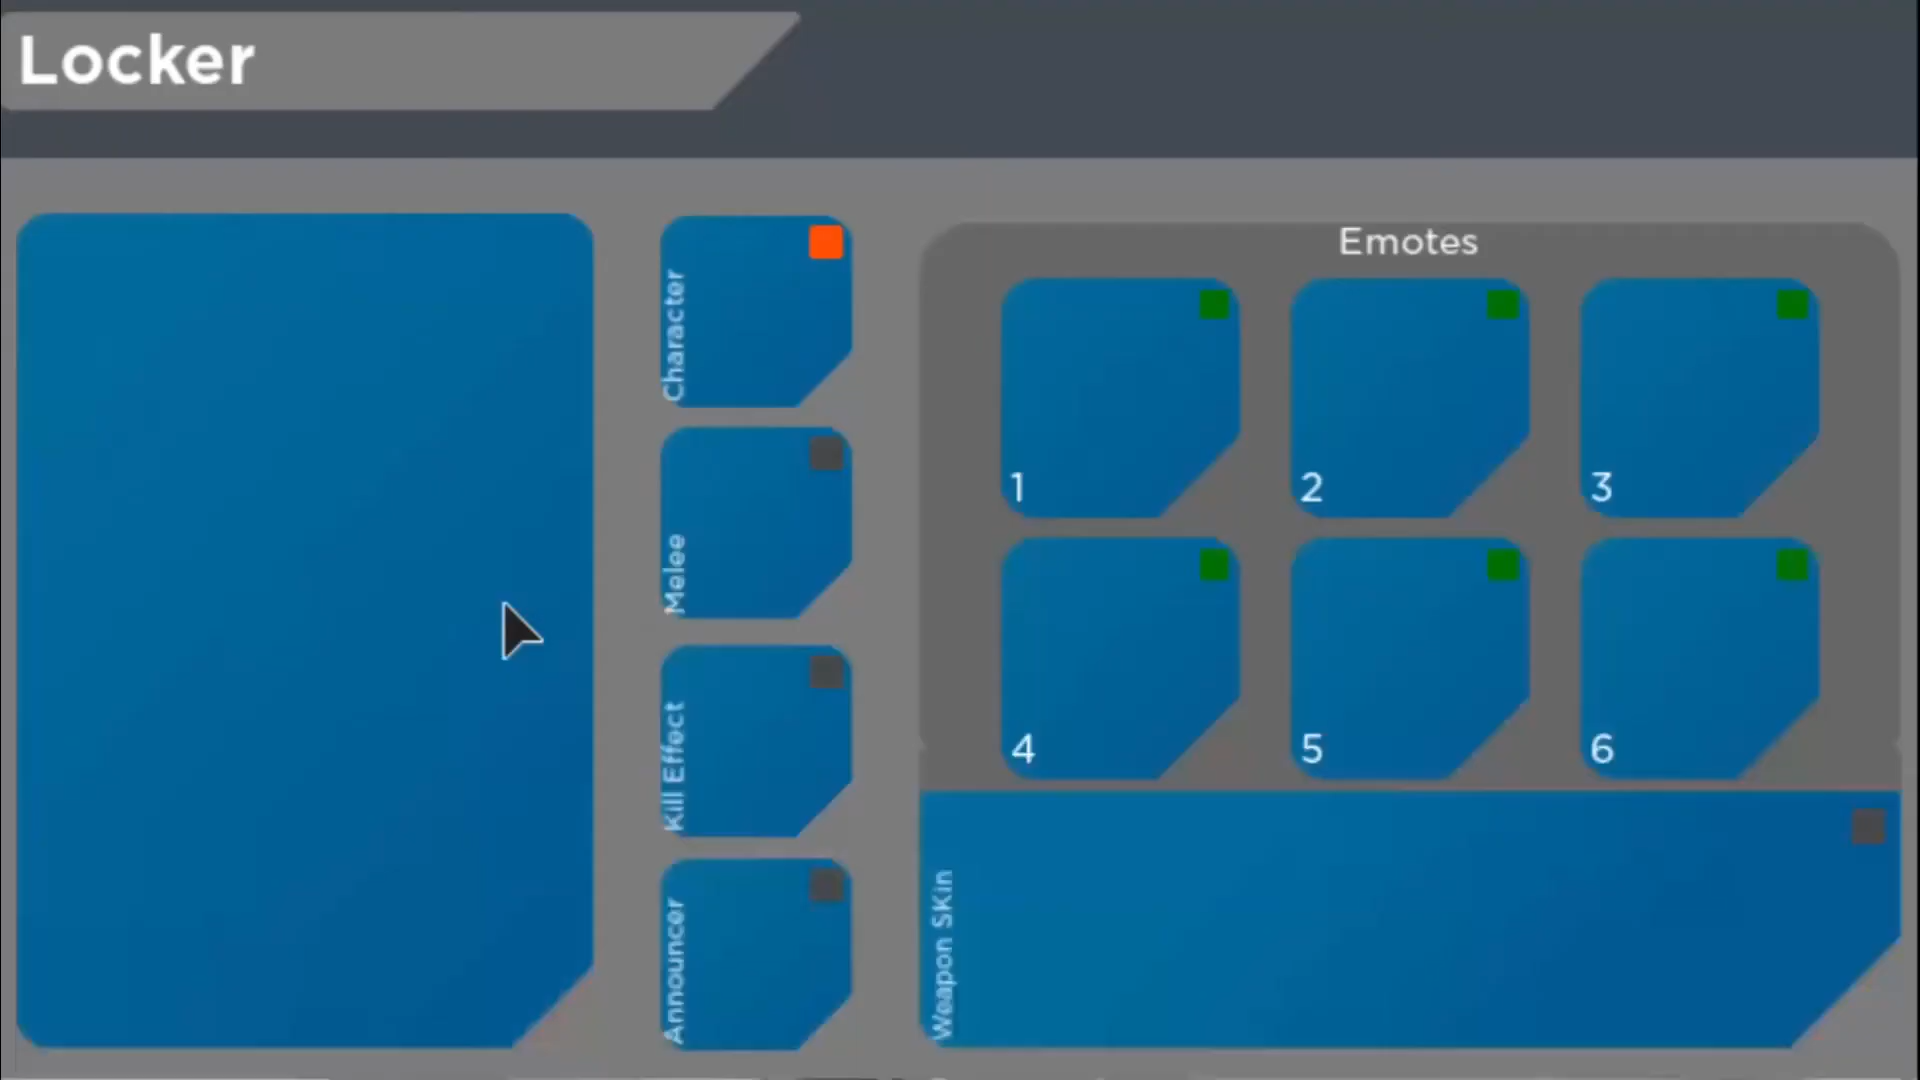 Locker
Character
Melee
Kill Effect
Announcer
Emotes
1
2
3
4
5
6
Weapon SKin